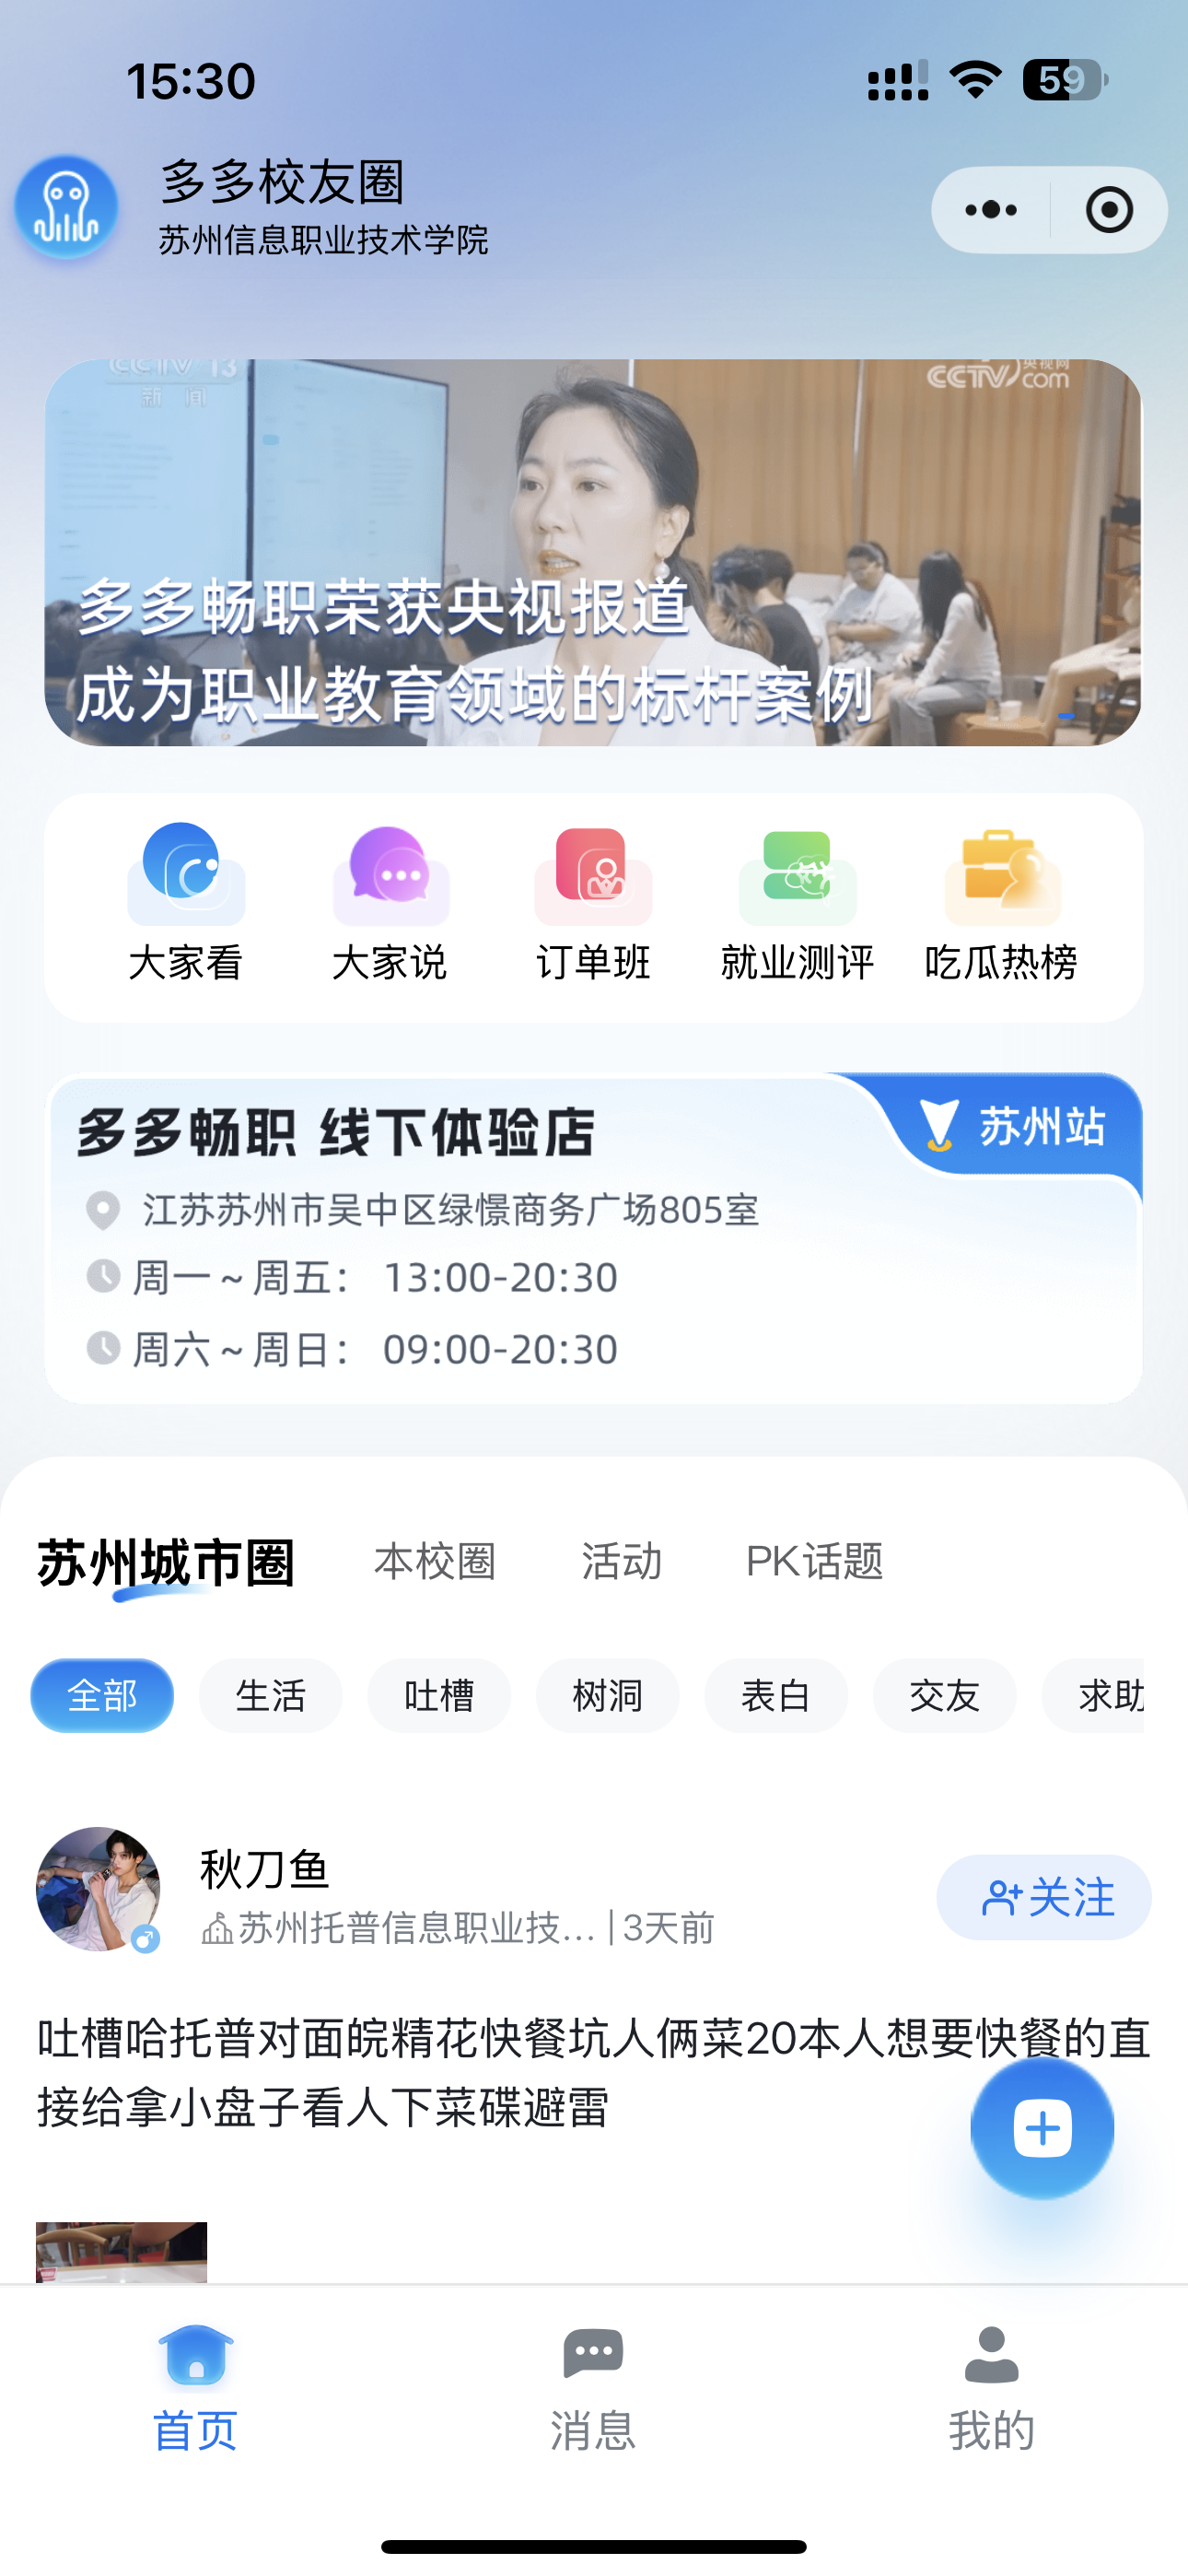 15:30
59
多多校友圈
苏州信息职业技术学院
CCTV 13
新 闻
央视网
CCTV com
多多畅职荣获央视报道
成为职业教育领域的标杆案例
大家看
大家说
订单班
就业测评
吃瓜热榜
多多畅职 线下体验店
苏州站
江苏苏州市吴中区绿憬商务广场805室
周一~周五： 13:00-20:30
周六~周日： 09:00-20:30
苏州城市圈
本校圈
活动
PK话题
全部
生活
吐槽
树洞
表白
交友
求助
秋刀鱼
苏州托普信息职业技... | 3天前
关注
吐槽哈托普对面皖精花快餐坑人俩菜20本人想要快餐的直
接给拿小盘子看人下菜碟避雷
首页
消息
我的